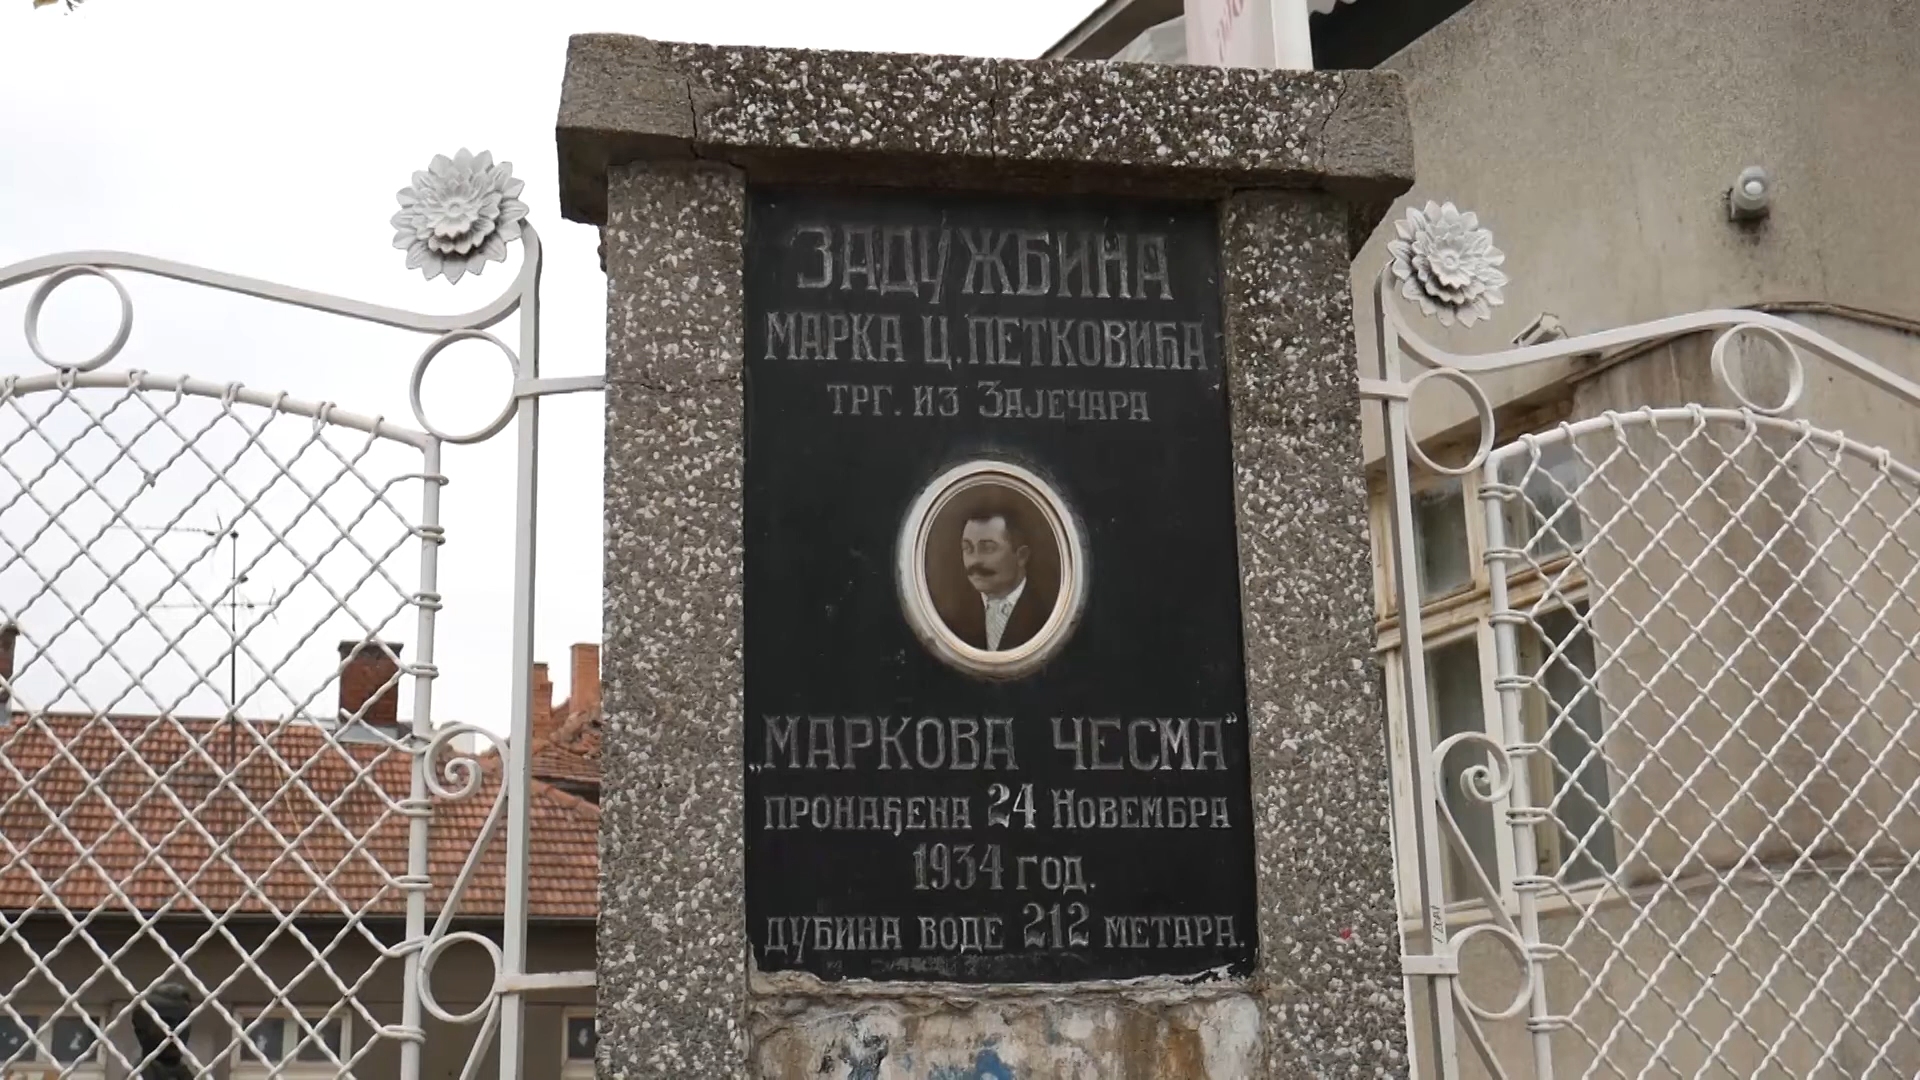 ЗАДУЖБИНА
МАРКА Ц. ПЕТКОВИЋА
ТРГ. ИЗ ЗАЈЕЧАРА
„МАРКОВА ЧЕСМА“
ПРОНАЂЕНА 24 НОВЕМБРА
1934 ГОД.
ДУБИНА ВОДЕ 212 МЕТАРА.